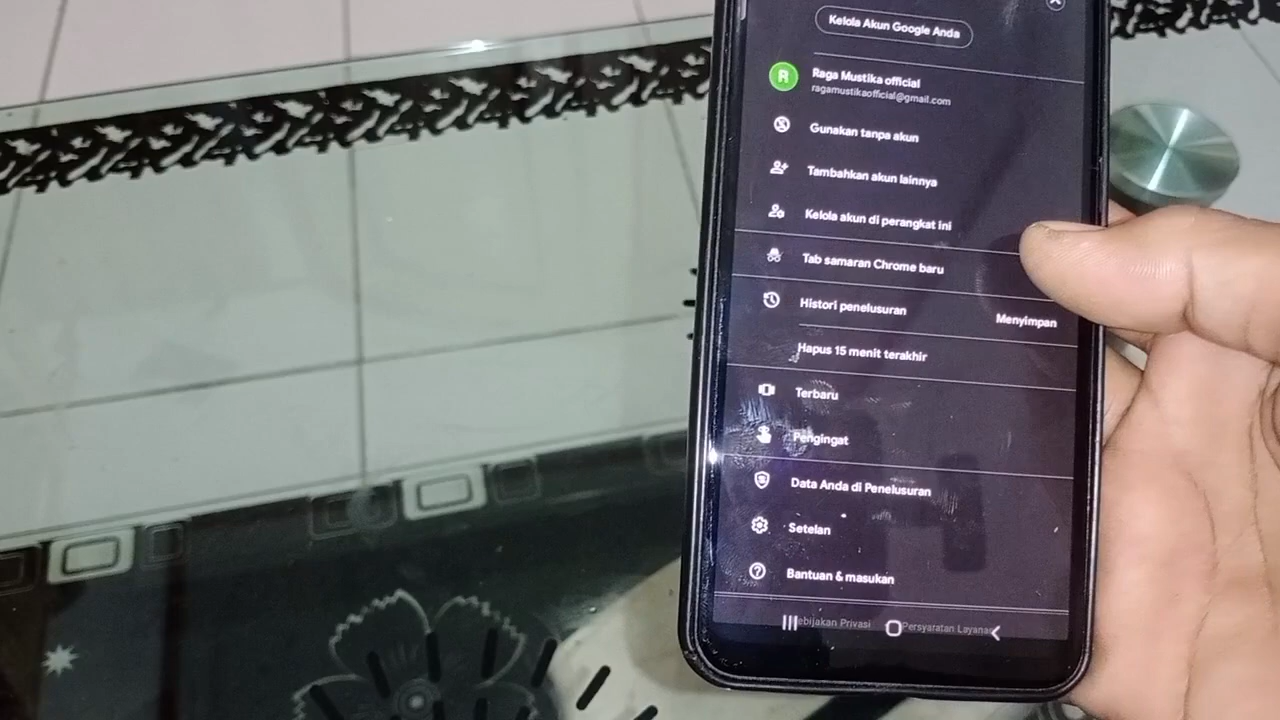 Kelola Akun Google Anda
R
Raga Mustika official
ragamustikaofficial@gmail.com
Gunakan tanpa akun
Tambahkan akun lainnya
Kelola akun di perangkat ini
Tab samaran Chrome baru
Histori penelusuran
Menyimpan
Hapus 15 menit terakhir
Terbaru
Pengingat
Data Anda di Penelusuran
Setelan
Bantuan & masukan
ebijakan Privasi
Persyaratan Layanan